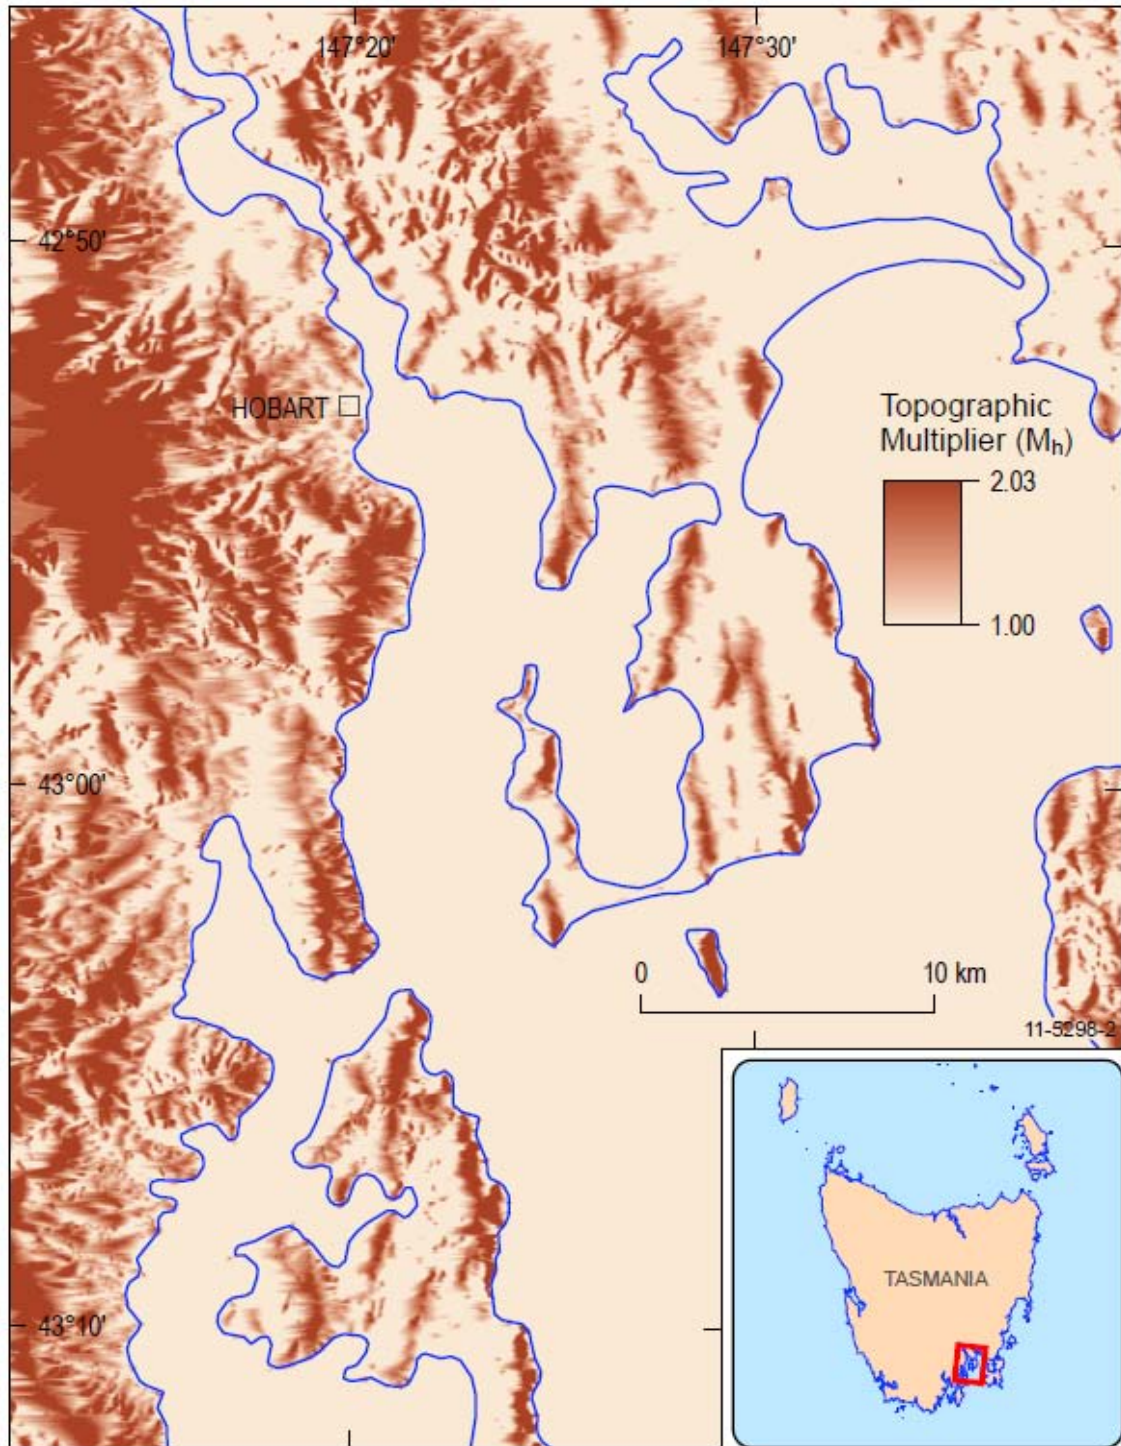 147°20'
147°30'
42°50'
HOBART
Topographic
Multiplier (Mₕ)
2.03
1.00
43°00'
0
10 km
11-5298-2
TASMANIA
43°10'